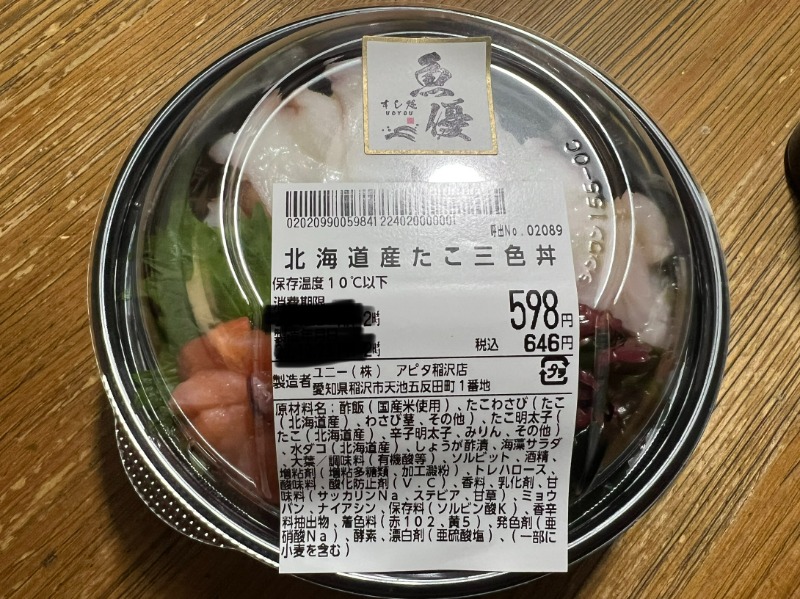 魚優
すし処
UOYOU
0202099005984122402000000１
呼出No.02089
北海道産たこ三色丼
保存温度10℃以下
消費期限
2時
598円
税込 646円
2時
製造者 ユニー(株) アピタ稲沢店
愛知県稲沢市天池五反田町1番地
プラ
原材料名:酢飯(国産米使用)、たこわさび(たこ
(北海道産)、わさび茎、その他)、たこ明太子(
たこ(北海道産)、辛子明太子、みりん、その他)
、水ダコ(北海道産)、しょうが酢漬、海藻サラダ
、大葉/調味料(有機酸等)、ソルビット、酒精、
増粘剤(増粘多糖類、加工澱粉)、トレハロース、
酸味料、酸化防止剤(V.C)、香料、乳化剤、甘
味料(サッカリンNa、ステビア、甘草)、ミョウ
バン、ナイアシン、保存料(ソルビン酸K)、香辛
料抽出物、着色料(赤102、黄5)、発色剤(亜
硝酸Na)、酵素、漂白剤(亜硫酸塩)、(一部に
小麦を含む)